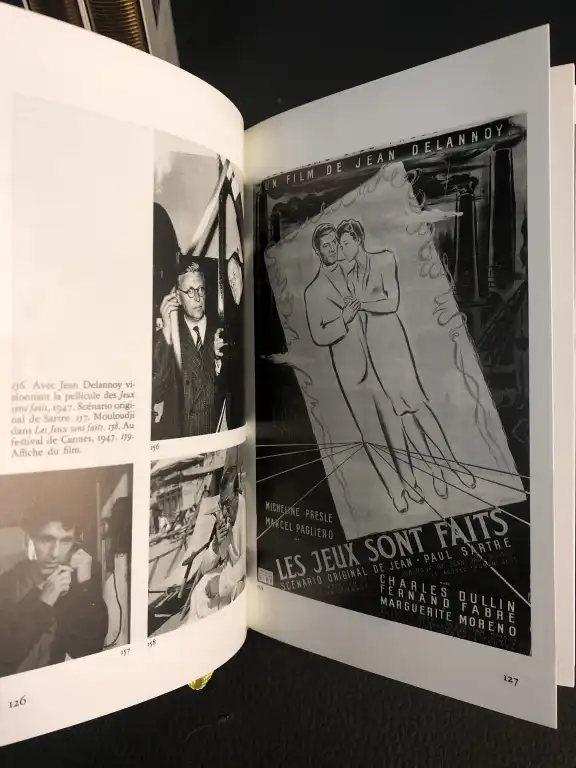 156. Avec Jean Delannoy vi-
sionnant la pellicule des Jeux
sont faits, 1947. Scénario origi-
nal de Sartre. 157. Mouloudji
dans Les Jeux sont faits. 158. Au
festival de Cannes, 1947. 159.
Affiche du film.
156
157
158
126
UN FILM DE JEAN DELANNOY
MICHELINE PRESLE
MARCEL PAGLIERO
LES JEUX SONT FAITS
SCÉNARIO ORIGINAL DE JEAN-PAUL SARTRE
CHARLES DULLIN
FERNAND FABRE
MARGUERITE MORENO
159
127